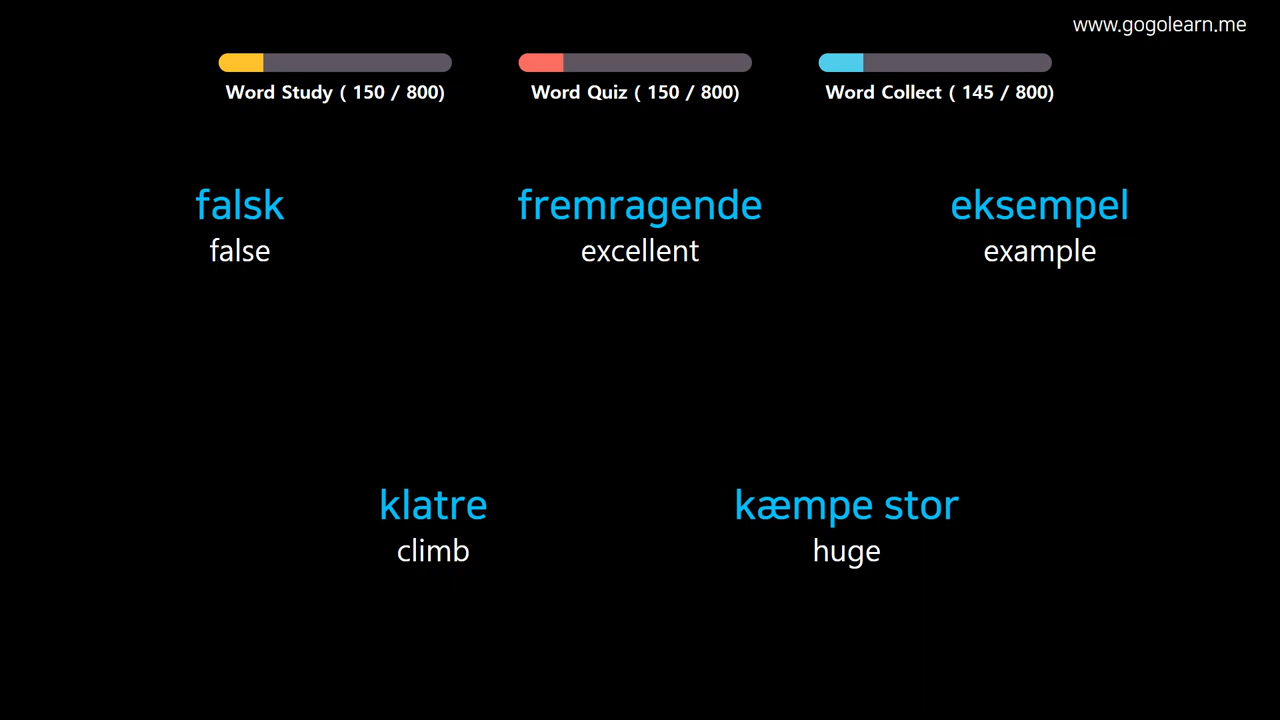 www.gogolearn.me
Word Study ( 150 / 800)
Word Quiz ( 150 / 800)
Word Collect ( 145 / 800)
falsk
false
fremragende
excellent
eksempel
example
klatre
climb
kæmpe stor
huge